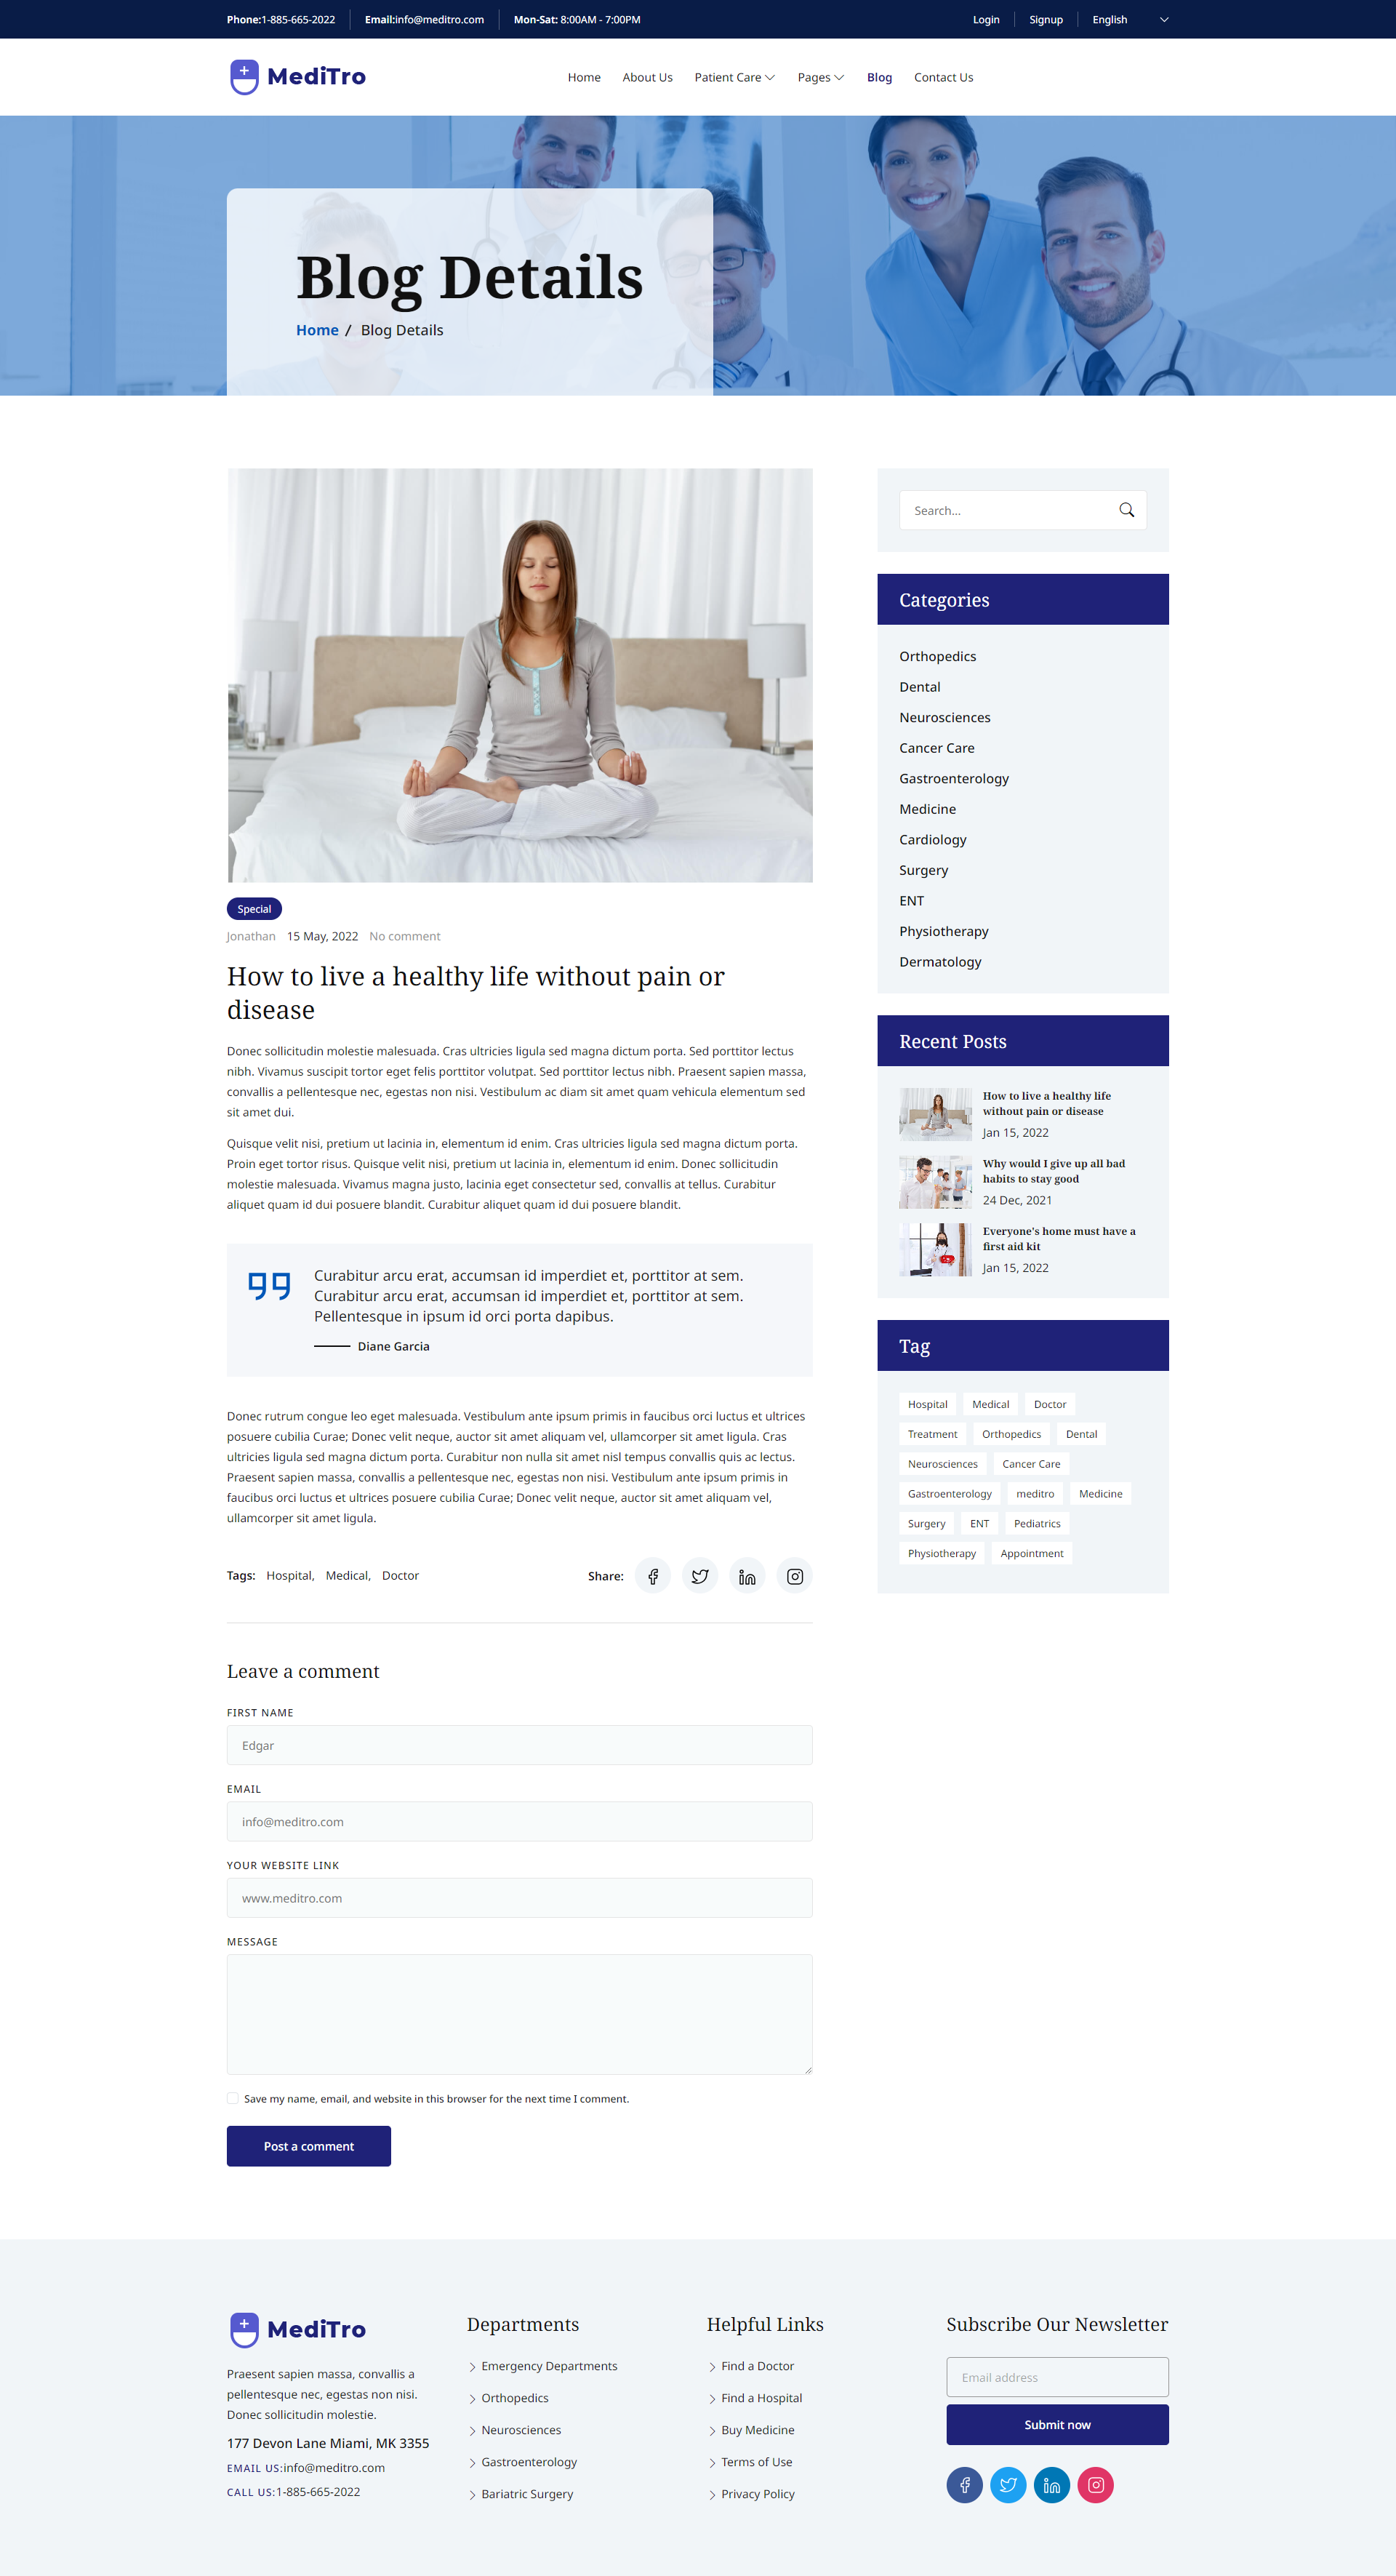 Phone:1-885-665-2022
Email:info@meditro.com
Mon-Sat: 8:00AM - 7:00PM
Login
Signup
English
MediTro
Home
About Us
Patient Care
Pages
Blog
Contact Us
Blog Details
Home / Blog Details
Special
Jonathan 15 May, 2022 No comment
How to live a healthy life without pain or
disease
Donec sollicitudin molestie malesuada. Cras ultricies ligula sed magna dictum porta. Sed porttitor lectus
nibh. Vivamus suscipit tortor eget felis porttitor volutpat. Sed porttitor lectus nibh. Praesent sapien massa,
convallis a pellentesque nec, egestas non nisi. Vestibulum ac diam sit amet quam vehicula elementum sed
sit amet dui.
Quisque velit nisi, pretium ut lacinia in, elementum id enim. Cras ultricies ligula sed magna dictum porta.
Proin eget tortor risus. Quisque velit nisi, pretium ut lacinia in, elementum id enim. Donec sollicitudin
molestie malesuada. Vivamus magna justo, lacinia eget consectetur sed, convallis at tellus. Curabitur
aliquet quam id dui posuere blandit. Curabitur aliquet quam id dui posuere blandit.
Curabitur arcu erat, accumsan id imperdiet et, porttitor at sem.
Curabitur arcu erat, accumsan id imperdiet et, porttitor at sem.
Pellentesque in ipsum id orci porta dapibus.
Diane Garcia
Donec rutrum congue leo eget malesuada. Vestibulum ante ipsum primis in faucibus orci luctus et ultrices
posuere cubilia Curae; Donec velit neque, auctor sit amet aliquam vel, ullamcorper sit amet ligula. Cras
ultricies ligula sed magna dictum porta. Curabitur non nulla sit amet nisl tempus convallis quis ac lectus.
Praesent sapien massa, convallis a pellentesque nec, egestas non nisi. Vestibulum ante ipsum primis in
faucibus orci luctus et ultrices posuere cubilia Curae; Donec velit neque, auctor sit amet aliquam vel,
ullamcorper sit amet ligula.
Tags: Hospital, Medical, Doctor
Share:
Leave a comment
FIRST NAME
Edgar
EMAIL
info@meditro.com
YOUR WEBSITE LINK
www.meditro.com
MESSAGE
Save my name, email, and website in this browser for the next time I comment.
Post a comment
Search...
Categories
Orthopedics
Dental
Neurosciences
Cancer Care
Gastroenterology
Medicine
Cardiology
Surgery
ENT
Physiotherapy
Dermatology
Recent Posts
How to live a healthy life
without pain or disease
Jan 15, 2022
Why would I give up all bad
habits to stay good
24 Dec, 2021
Everyone's home must have a
first aid kit
Jan 15, 2022
Tag
Hospital Medical Doctor
Treatment Orthopedics Dental
Neurosciences Cancer Care
Gastroenterology meditro Medicine
Surgery ENT Pediatrics
Physiotherapy Appointment
MediTro
Praesent sapien massa, convallis a
pellentesque nec, egestas non nisi.
Donec sollicitudin molestie.
177 Devon Lane Miami, MK 3355
EMAIL US:info@meditro.com
CALL US:1-885-665-2022
Departments
Emergency Departments
Orthopedics
Neurosciences
Gastroenterology
Bariatric Surgery
Helpful Links
Find a Doctor
Find a Hospital
Buy Medicine
Terms of Use
Privacy Policy
Subscribe Our Newsletter
Email address
Submit now